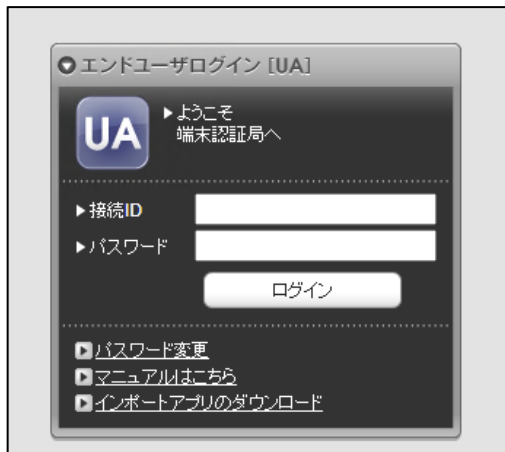 エンドユーザログイン [UA]
UA
ようこそ
端末認証局へ
接続ID
パスワード
ログイン
パスワード変更
マニュアルはこちら
インポートアプリのダウンロード